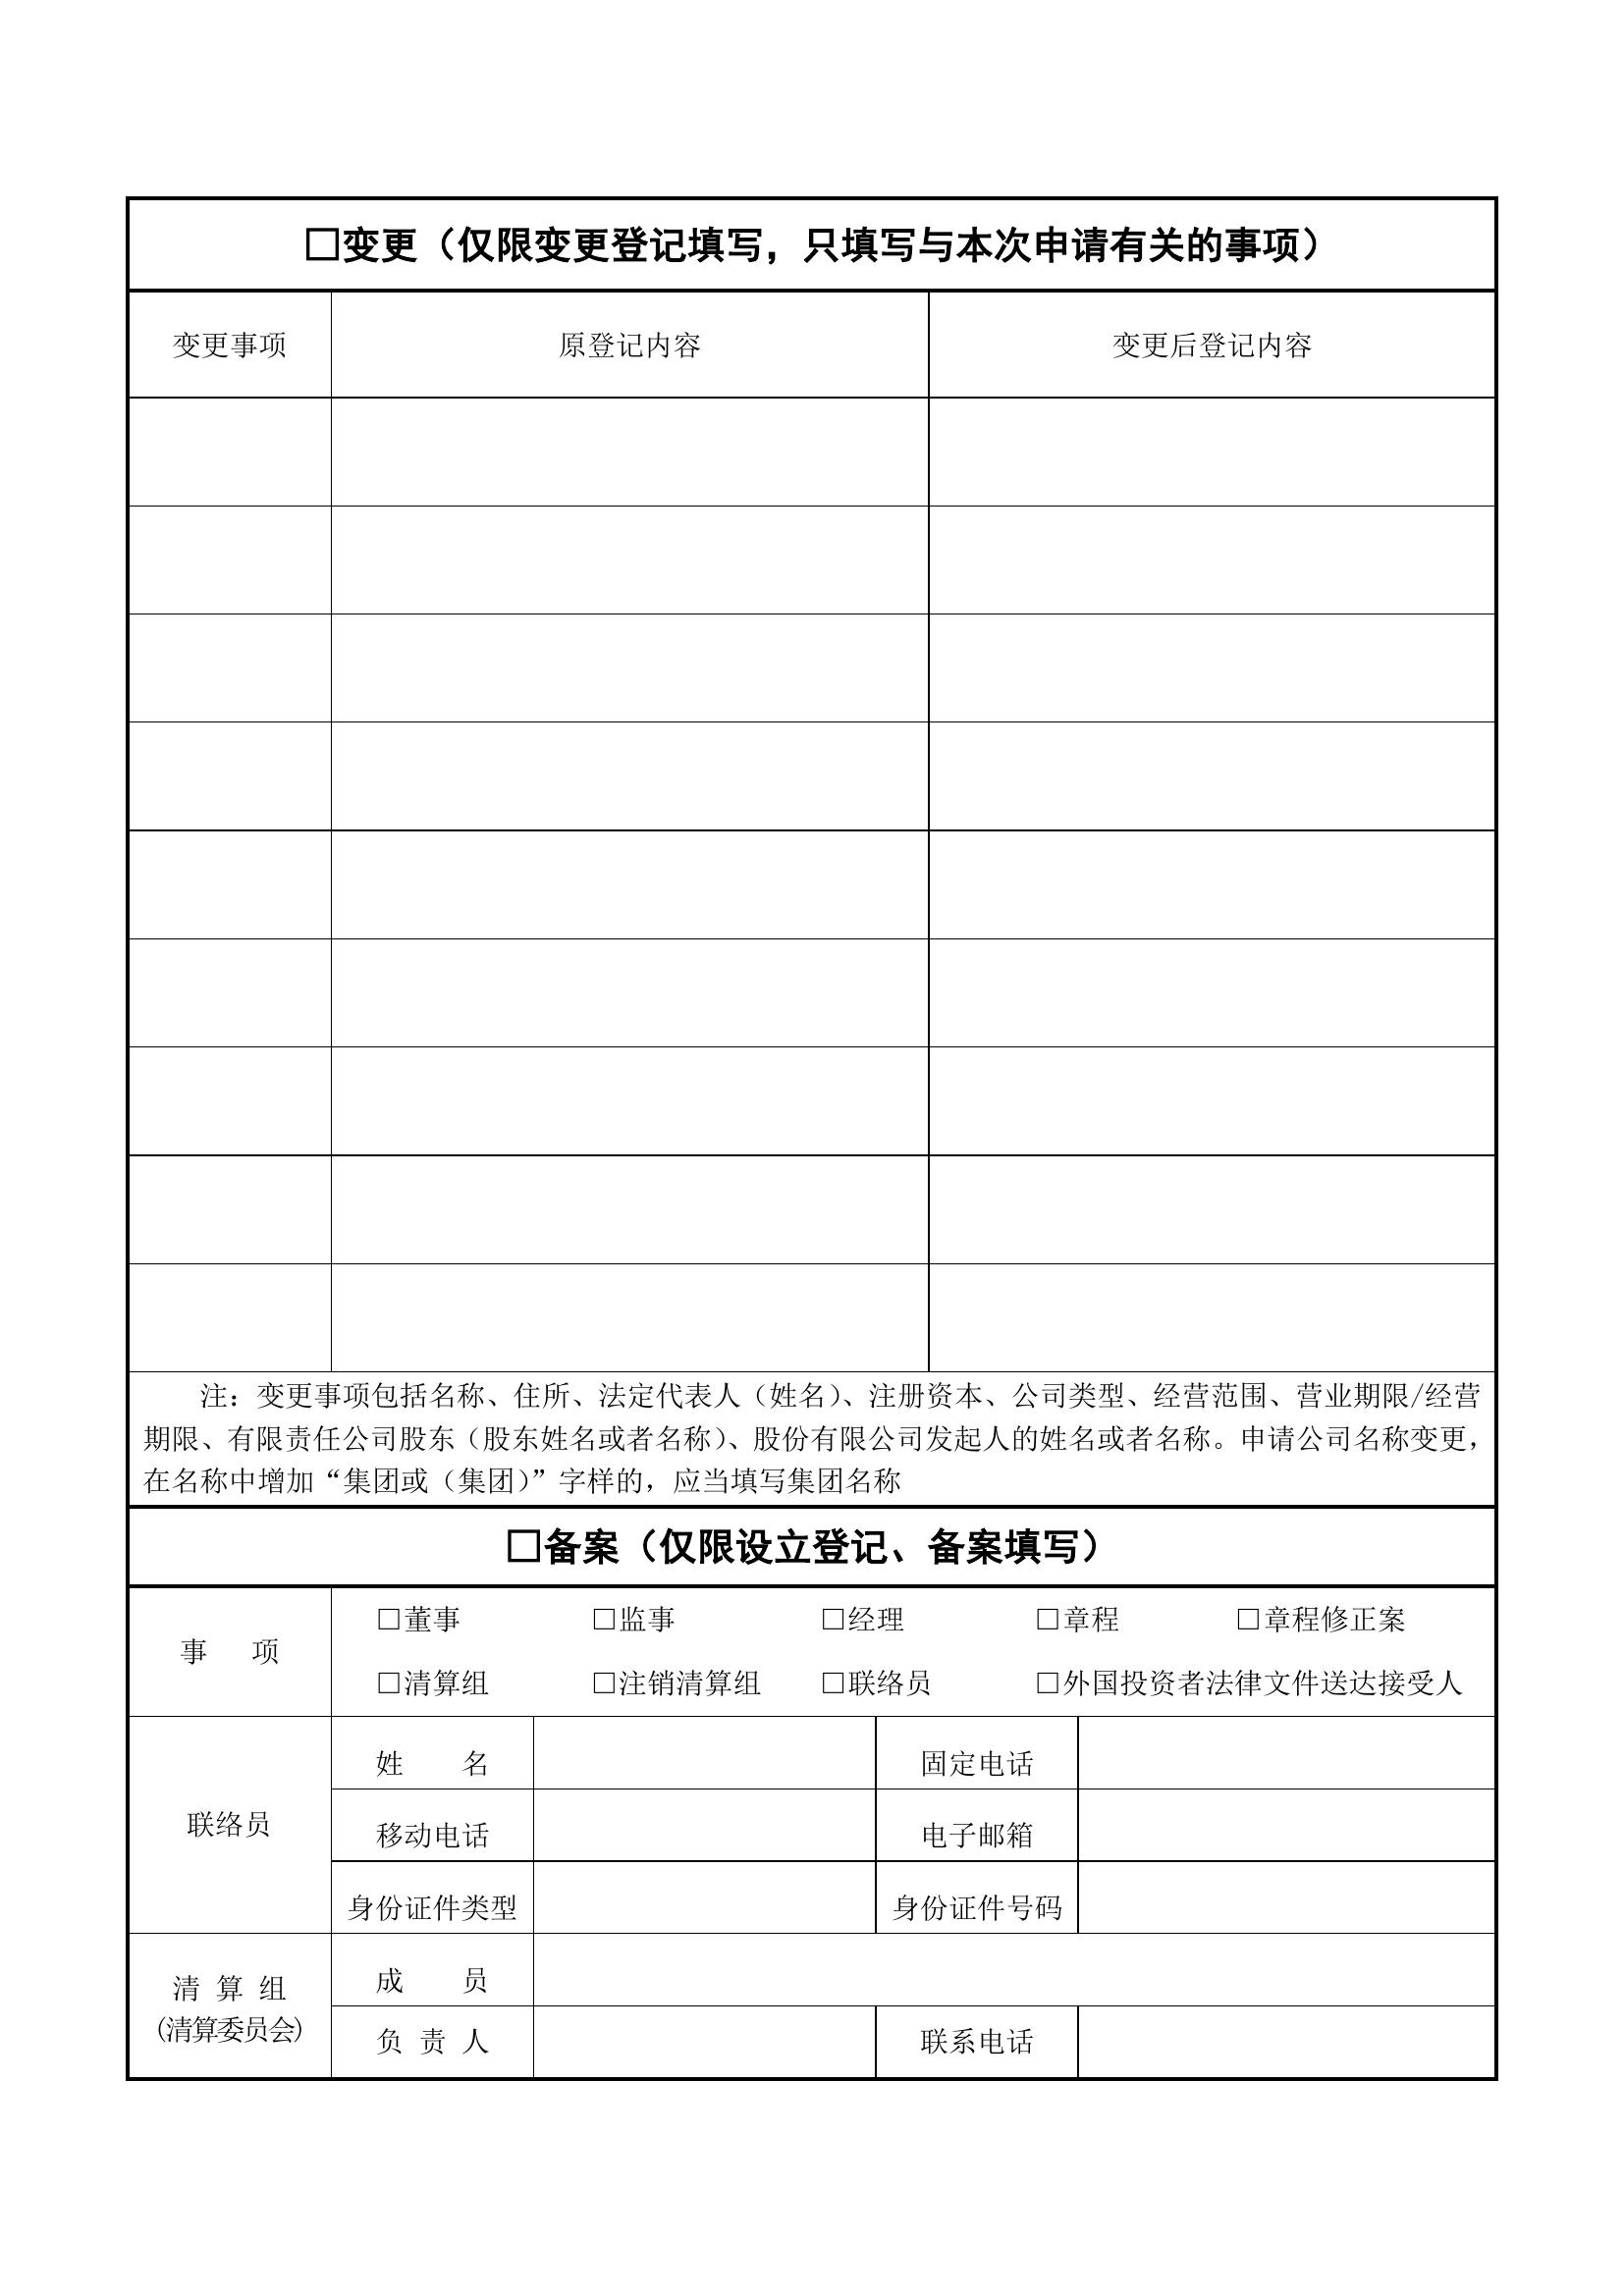 □变更（仅限变更登记填写，只填写与本次申请有关的事项）
变更事项 原登记内容 变更后登记内容
注：变更事项包括名称、住所、法定代表人（姓名）、注册资本、公司类型、经营范围、营业期限/经营
期限、有限责任公司股东（股东姓名或者名称）、股份有限公司发起人的姓名或者名称。申请公司名称变更，
在名称中增加“集团或（集团）”字样的，应当填写集团名称
□备案（仅限设立登记、备案填写）
事 项
□董事 □监事 □经理 □章程 □章程修正案
□清算组 □注销清算组 □联络员 □外国投资者法律文件送达接受人
联络员
姓 名 固定电话
移动电话 电子邮箱
身份证件类型 身份证件号码
清 算 组
（清算委员会）
成 员
负 责 人 联系电话